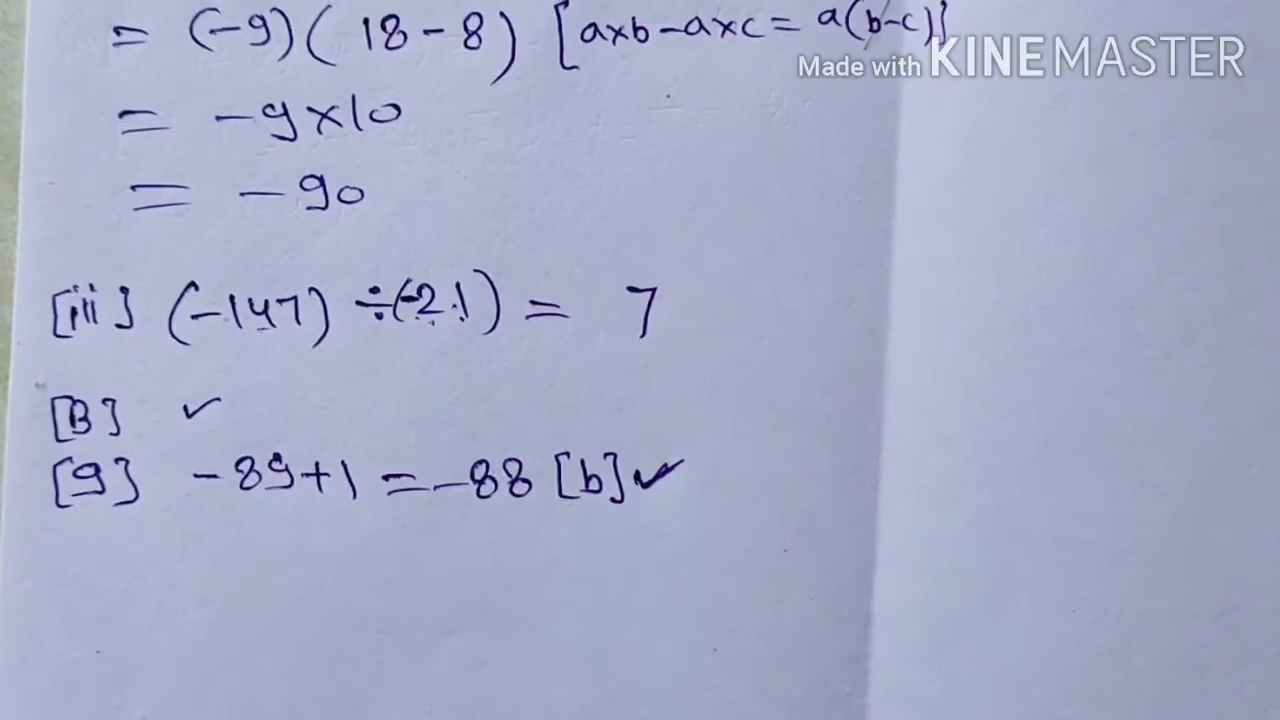 = (-9) ( 18 - 8) [a×b-a×c = a(b-c)]
Made with KINEMASTER
= -9×10
= -90
[iii] (-147) ÷(-21) = 7
[B] ✓
[9] -89+1 = -88 [b] ✓